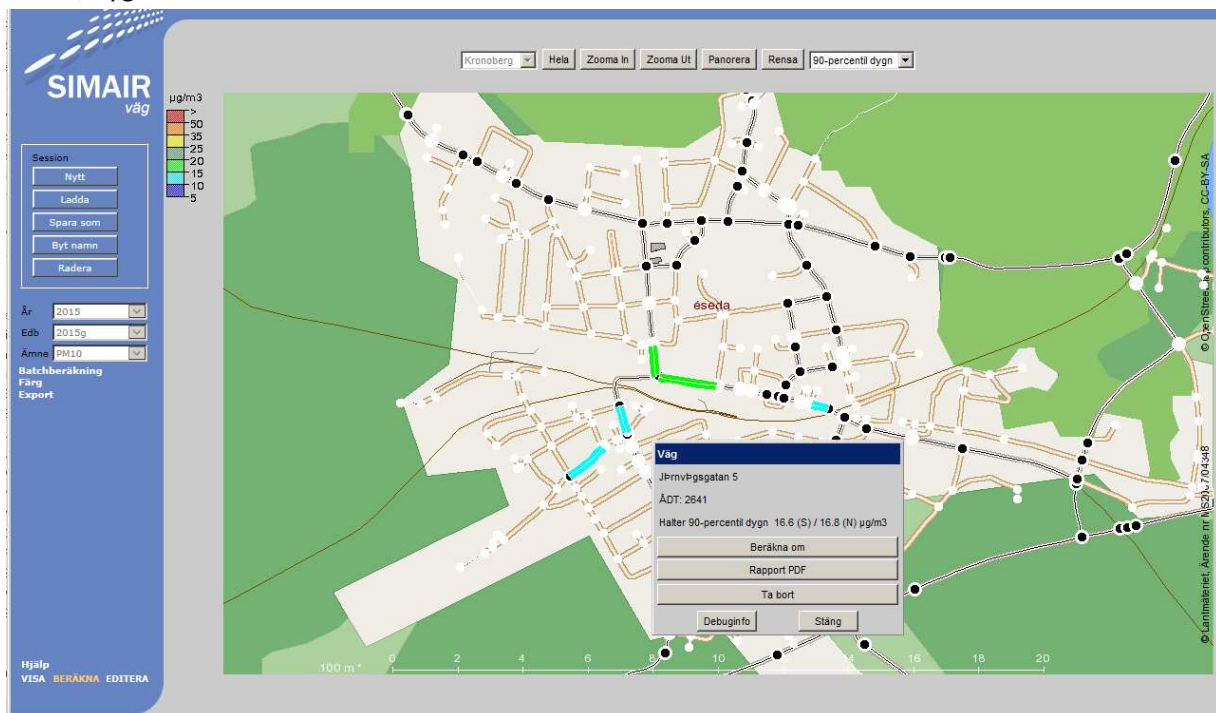 SIMAIR
väg
Session
Nytt
Ladda
Spara som
Byt namn
Radera
År 2015
Edb 2015g
Ämne PM10
Batchberäkning
Färg
Export
Hjälp
VISA BERÄKNA EDITERA
Kronoberg Hela Zooma In Zooma Ut Panorera Rensa 90-percentil dygn
µg/m3
>
50
35
25
20
15
10
5
éseda
Väg
JÞrnvÞgsgatan 5
ÅDT: 2641
Halter 90-percentil dygn 16.6 (S) / 16.8 (N) µg/m3
Beräkna om
Rapport PDF
Ta bort
Debuginfo Stäng
100 m * 0 2 4 6 8 10 12 14 16 18 20
contributors, CC-BY-SA
© Lantmäteriet, Ärende nr